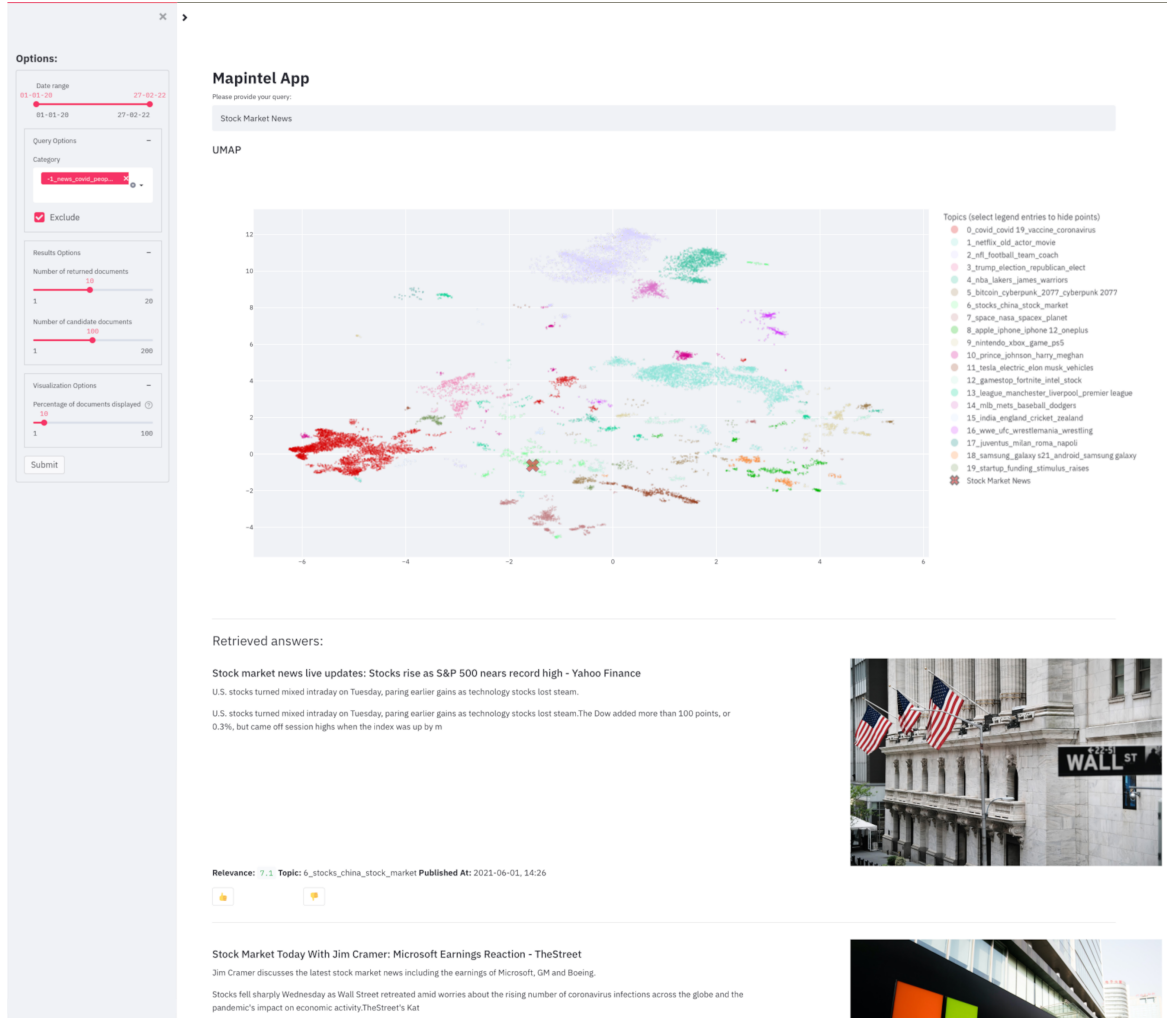 Options:
Date range
01-01-20 27-02-22
01-01-20 27-02-22
Query Options −
Category
-1_news_covid_peop... ×
Exclude
Results Options −
Number of returned documents
10
1 20
Number of candidate documents
100
1 200
Visualization Options −
Percentage of documents displayed ?
10
1 100
Submit
Mapintel App
Please provide your query:
Stock Market News
UMAP
12
10
8
6
4
2
0
−2
−4
−6 −4 −2 0 2 4 6
Topics (select legend entries to hide points)
0_covid_covid 19_vaccine_coronavirus
1_netflix_old_actor_movie
2_nfl_football_team_coach
3_trump_election_republican_elect
4_nba_lakers_james_warriors
5_bitcoin_cyberpunk_2077_cyberpunk 2077
6_stocks_china_stock_market
7_space_nasa_spacex_planet
8_apple_iphone_iphone 12_oneplus
9_nintendo_xbox_game_ps5
10_prince_johnson_harry_meghan
11_tesla_electric_elon musk_vehicles
12_gamestop_fortnite_intel_stock
13_league_manchester_liverpool_premier league
14_mlb_mets_baseball_dodgers
15_india_england_cricket_zealand
16_wwe_ufc_wrestlemania_wrestling
17_juventus_milan_roma_napoli
18_samsung_galaxy s21_android_samsung galaxy
19_startup_funding_stimulus_raises
Stock Market News
Retrieved answers:
Stock market news live updates: Stocks rise as S&P 500 nears record high - Yahoo Finance
U.S. stocks turned mixed intraday on Tuesday, paring earlier gains as technology stocks lost steam.
U.S. stocks turned mixed intraday on Tuesday, paring earlier gains as technology stocks lost steam.The Dow added more than 100 points, or
0.3%, but came off session highs when the index was up by m
WALL ST
Relevance: 7.1 Topic: 6_stocks_china_stock_market Published At: 2021-06-01, 14:26
Stock Market Today With Jim Cramer: Microsoft Earnings Reaction - TheStreet
Jim Cramer discusses the latest stock market news including the earnings of Microsoft, GM and Boeing.
Stocks fell sharply Wednesday as Wall Street retreated amid worries about the rising number of coronavirus infections across the globe and the
pandemic's impact on economic activity.TheStreet's Kat